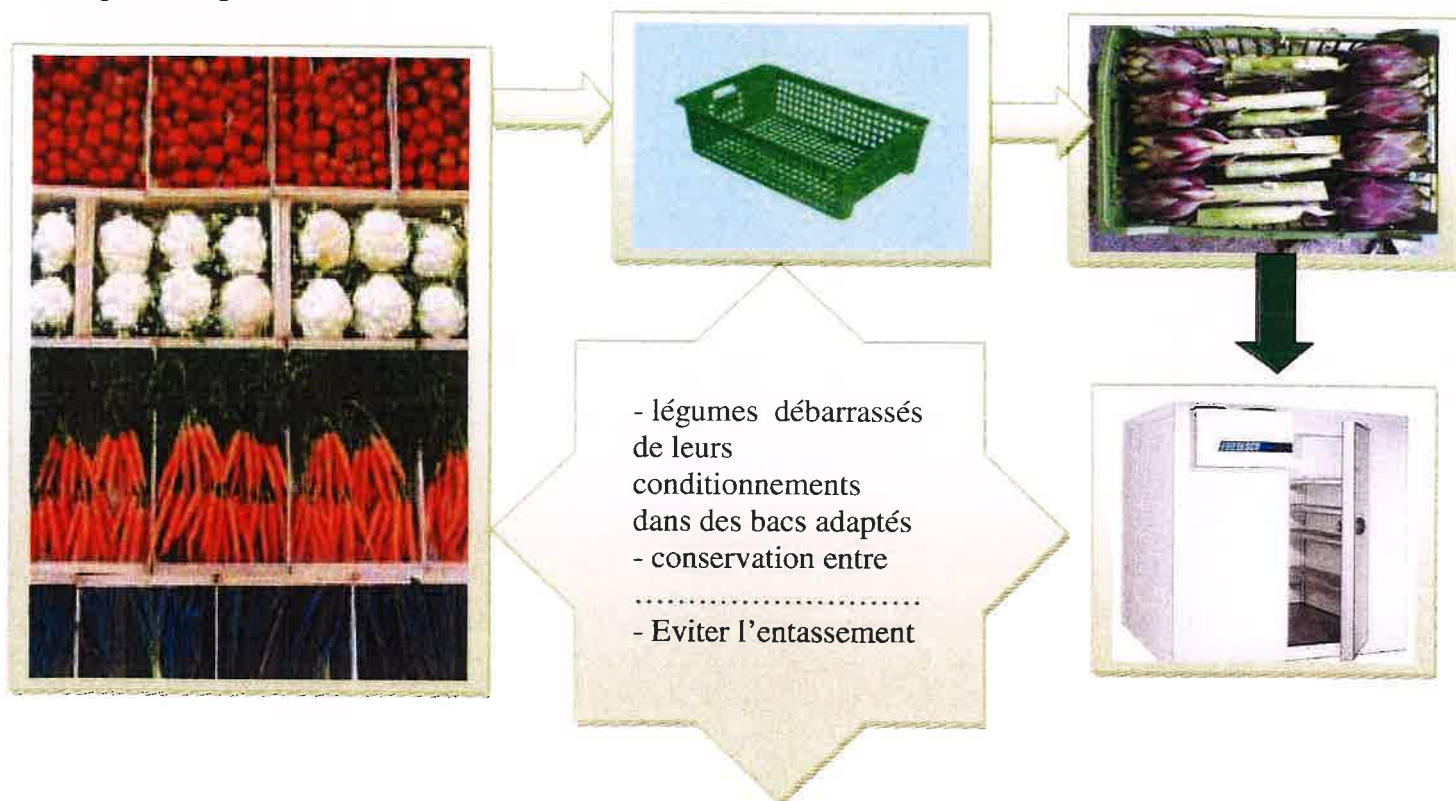 - légumes débarrassés
de leurs
conditionnements
dans des bacs adaptés
- conservation entre
..............................
- Eviter l'entassement